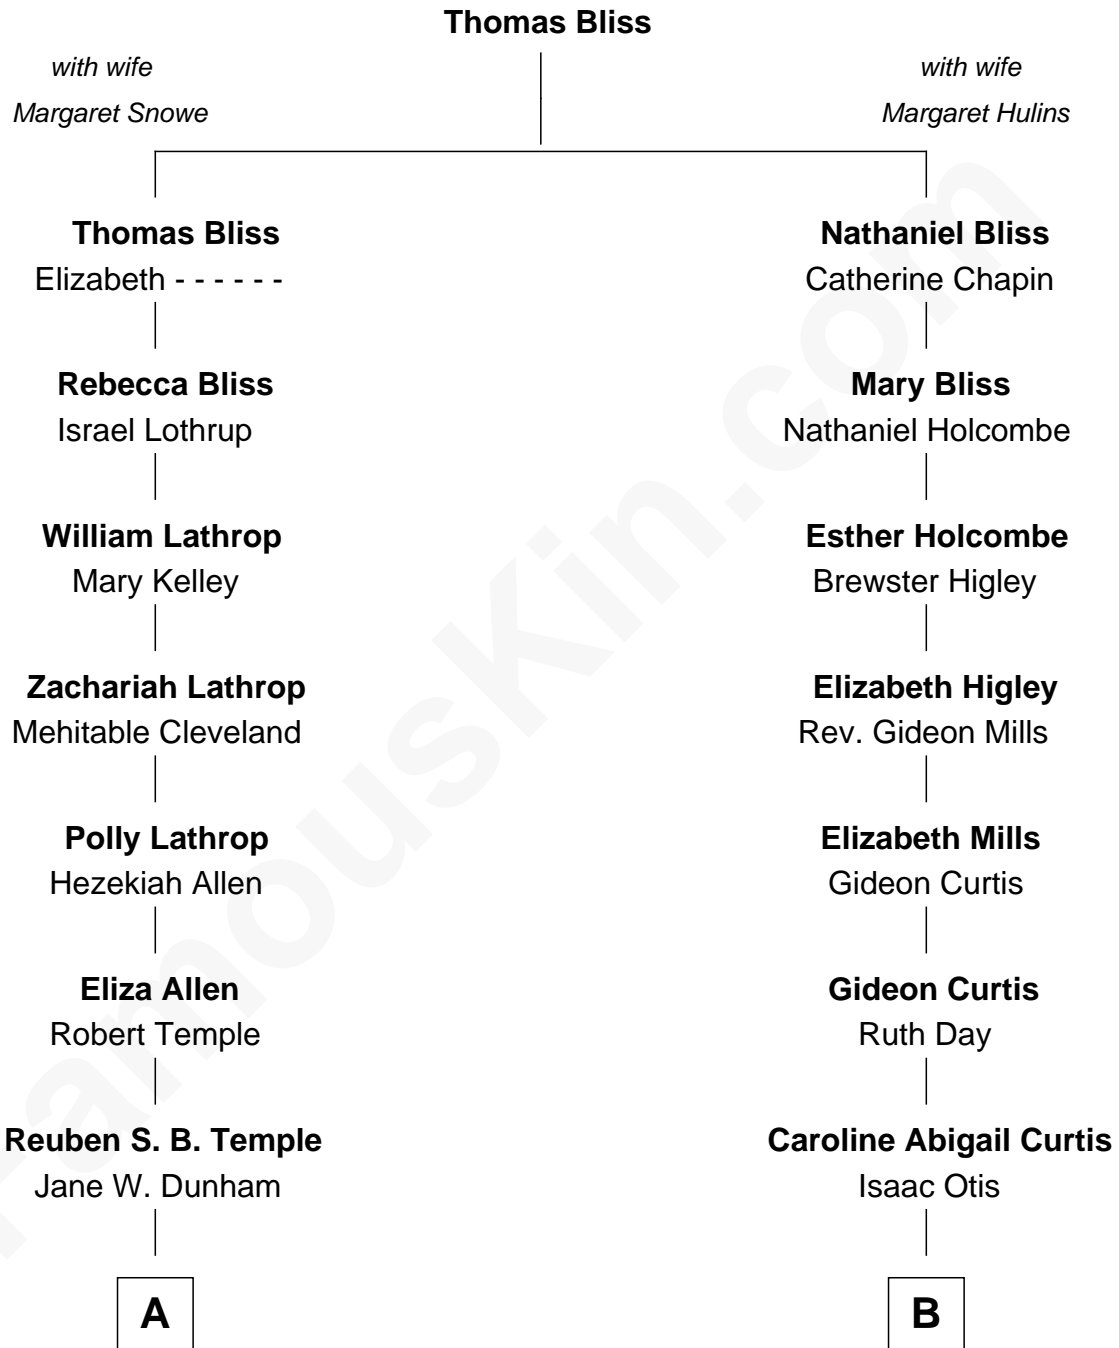 Thomas Bliss
with wife
Margaret Snowe
with wife
Margaret Hulins
Thomas Bliss
Elizabeth - - - - - -
Nathaniel Bliss
Catherine Chapin
Rebecca Bliss
Israel Lothrup
Mary Bliss
Nathaniel Holcombe
William Lathrop
Mary Kelley
Esther Holcombe
Brewster Higley
Zachariah Lathrop
Mehitable Cleveland
Elizabeth Higley
Rev. Gideon Mills
Polly Lathrop
Hezekiah Allen
Elizabeth Mills
Gideon Curtis
Eliza Allen
Robert Temple
Gideon Curtis
Ruth Day
Reuben S. B. Temple
Jane W. Dunham
Caroline Abigail Curtis
Isaac Otis
A
B
FamousKin.com